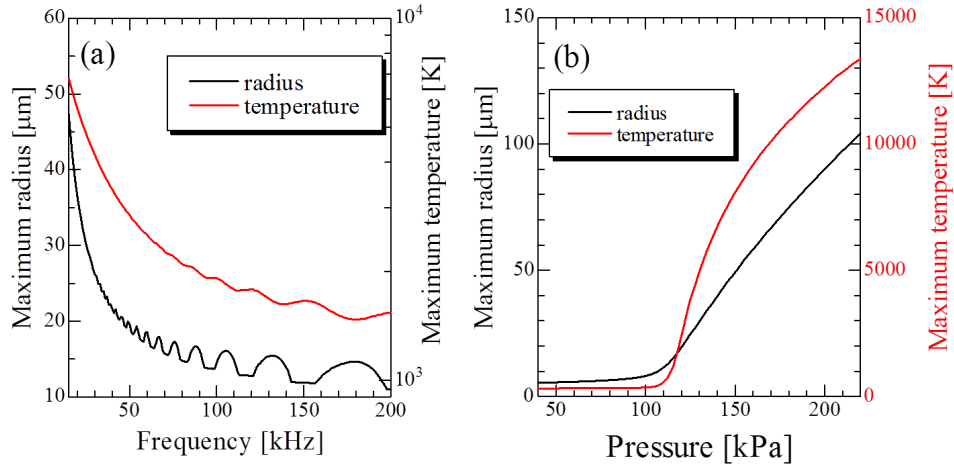 (a)
radius
temperature
60
50
40
30
20
10
Maximum radius [μm]
50
100
150
200
Frequency [kHz]
10⁴
10³
Maximum temperature [K]
(b)
radius
temperature
150
100
50
0
Maximum radius [μm]
50
100
150
200
Pressure [kPa]
15000
10000
5000
0
Maximum temperature [K]